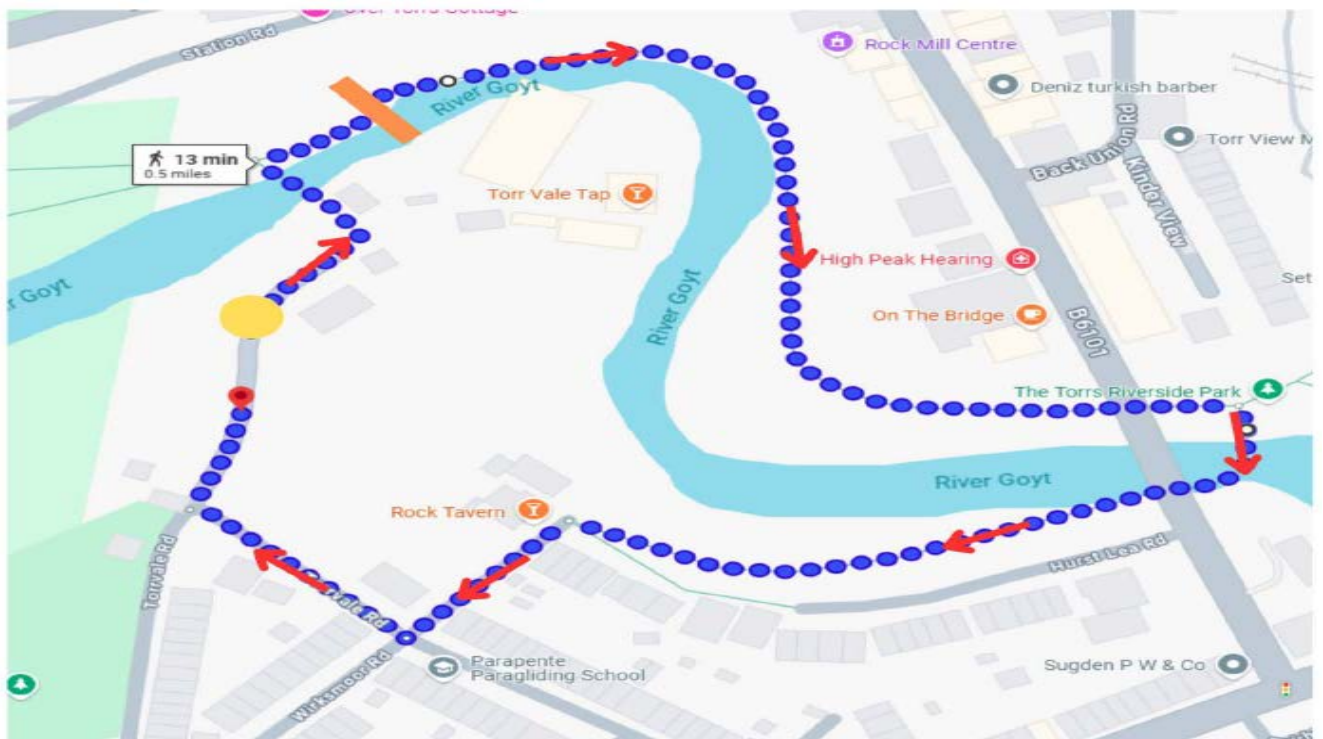 Over Torrs Cottage
Station Rd
Rock Mill Centre
River Goyt
Deniz turkish barber
Torr View M
Back Union Rd
Kinder View
13 min
0.5 miles
Torr Vale Tap
High Peak Hearing
Set
River Goyt
r Goyt
On The Bridge
B6101
The Torrs Riverside Park
River Goyt
Rock Tavern
Hurst Lea Rd
Torrvale Rd
rvale Rd
Parapente
Paragliding School
Sugden P W & Co
Wirksmoor Rd